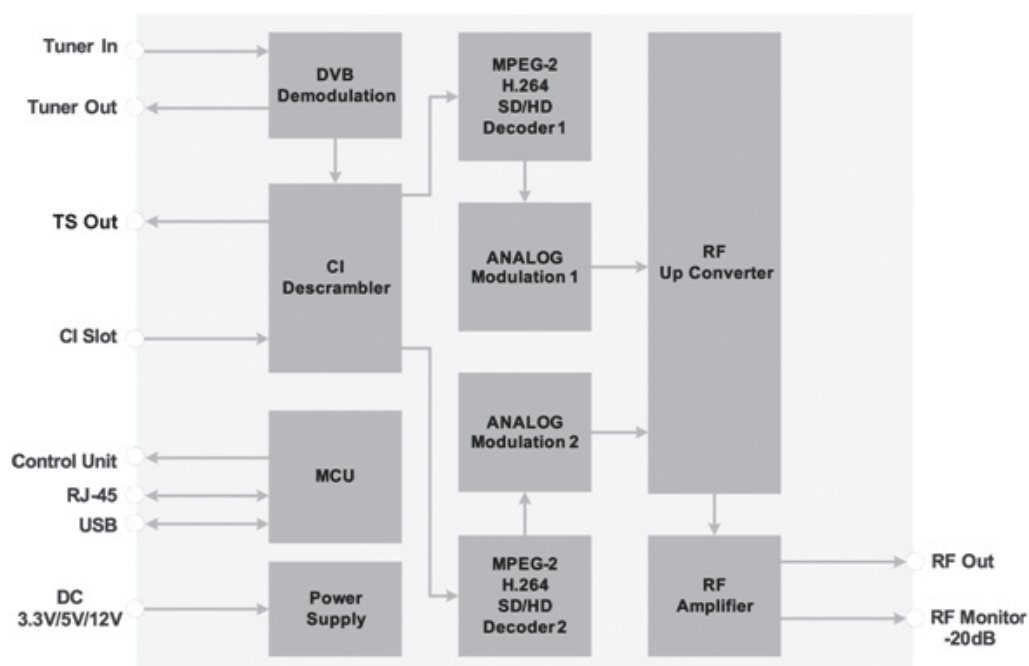 Tuner In
Tuner Out
TS Out
CI Slot
Control Unit
RJ-45
USB
DC
3.3V/5V/12V
DVB
Demodulation
CI
Descrambler
MCU
Power
Supply
MPEG-2
H.264
SD/HD
Decoder 1
ANALOG
Modulation 1
ANALOG
Modulation 2
MPEG-2
H.264
SD/HD
Decoder 2
RF
Up Converter
RF
Amplifier
RF Out
RF Monitor
-20dB